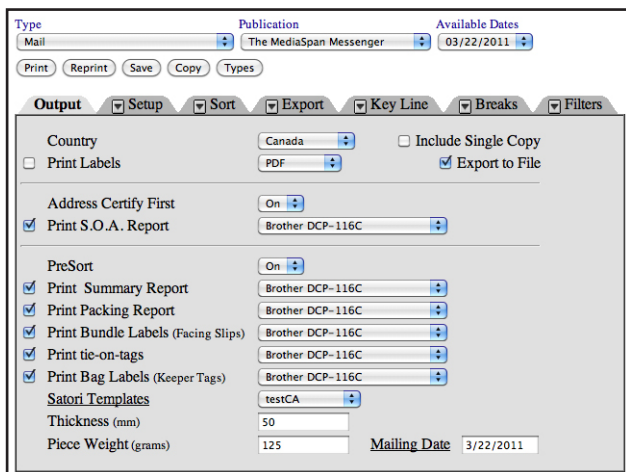 Type Publication Available Dates
Mail The MediaSpan Messenger 03/22/2011
Print Reprint Save Copy Types
Output Setup Sort Export Key Line Breaks Filters
Country Canada Include Single Copy
Print Labels PDF Export to File
Address Certify First On
Print S.O.A. Report Brother DCP-116C
PreSort On
Print Summary Report Brother DCP-116C
Print Packing Report Brother DCP-116C
Print Bundle Labels (Facing Slips) Brother DCP-116C
Print tie-on-tags Brother DCP-116C
Print Bag Labels (Keeper Tags) Brother DCP-116C
Satori Templates testCA
Thickness (mm) 50
Piece Weight (grams) 125 Mailing Date 3/22/2011